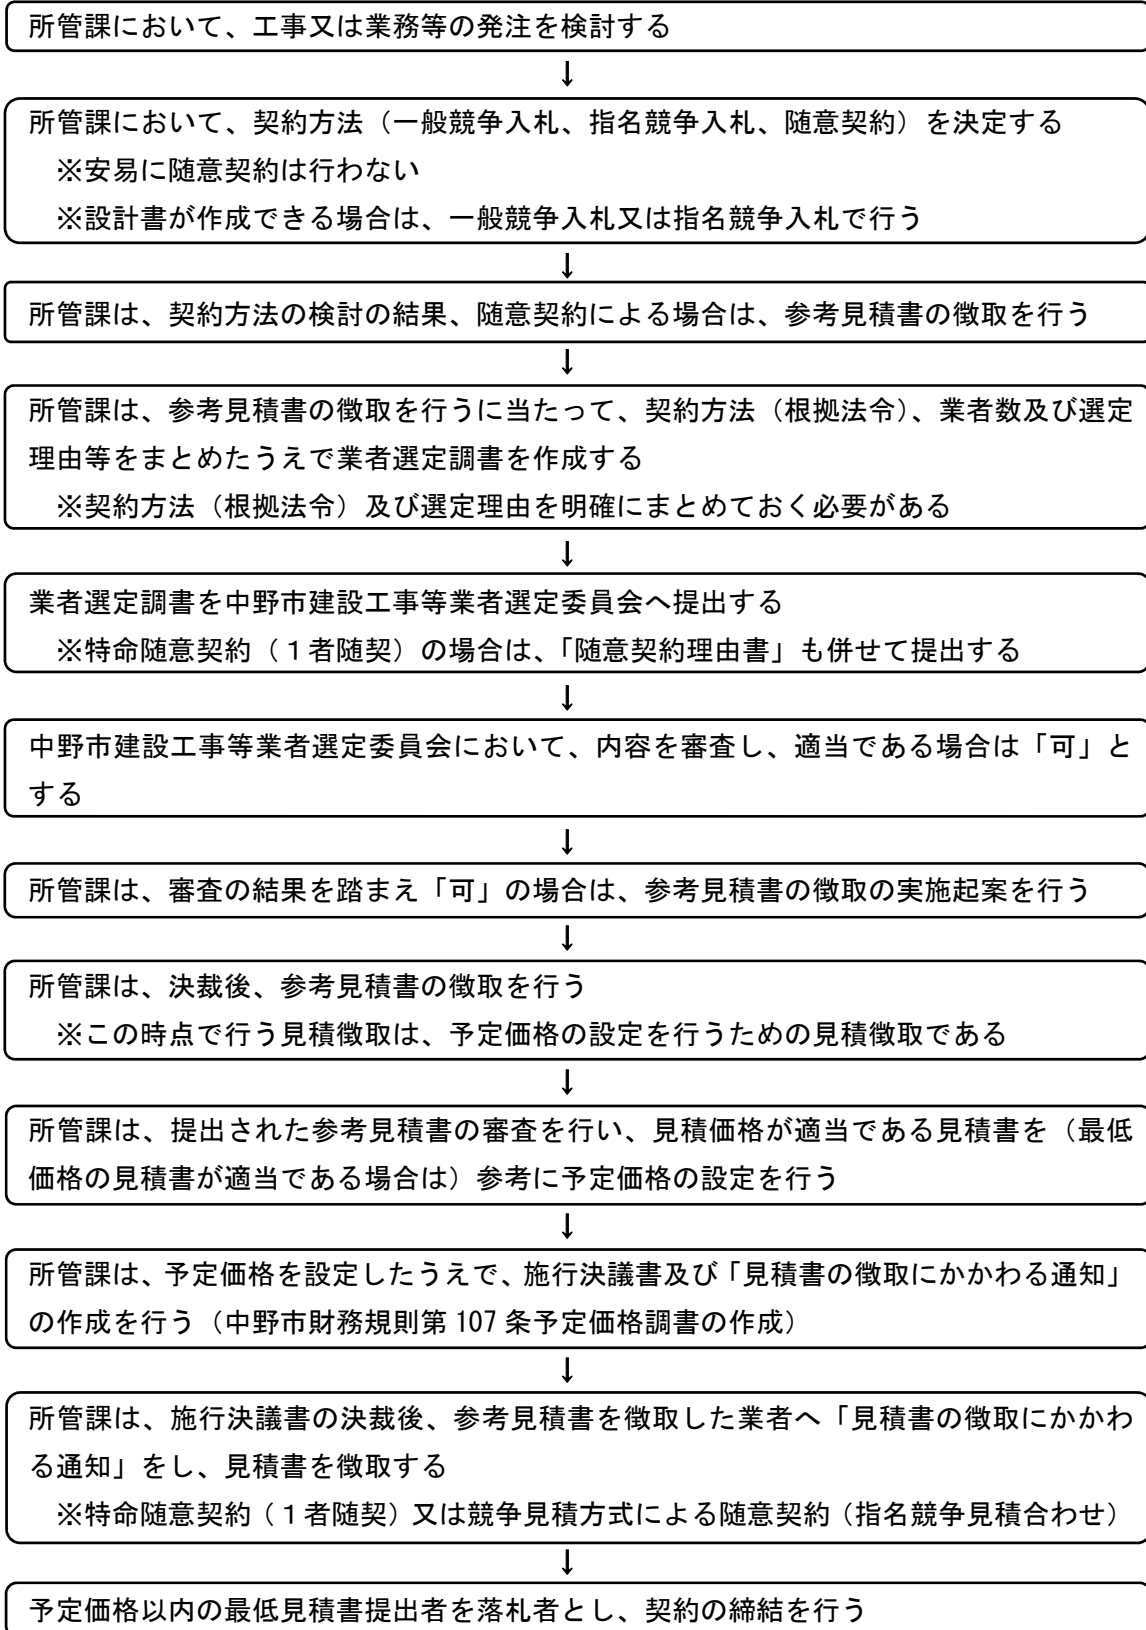 所管課において、工事又は業務等の発注を検討する
↓
所管課において、契約方法（一般競争入札、指名競争入札、随意契約）を決定する
※安易に随意契約は行わない
※設計書が作成できる場合は、一般競争入札又は指名競争入札で行う
↓
所管課は、契約方法の検討の結果、随意契約による場合は、参考見積書の徴取を行う
↓
所管課は、参考見積書の徴取を行うに当たって、契約方法（根拠法令）、業者数及び選定
理由等をまとめたうえで業者選定調書を作成する
※契約方法（根拠法令）及び選定理由を明確にまとめておく必要がある
↓
業者選定調書を中野市建設工事等業者選定委員会へ提出する
※特命随意契約（１者随契）の場合は、「随意契約理由書」も併せて提出する
↓
中野市建設工事等業者選定委員会において、内容を審査し、適当である場合は「可」と
する
↓
所管課は、審査の結果を踏まえ「可」の場合は、参考見積書の徴取の実施起案を行う
↓
所管課は、決裁後、参考見積書の徴取を行う
※この時点で行う見積徴取は、予定価格の設定を行うための見積徴取である
↓
所管課は、提出された参考見積書の審査を行い、見積価格が適当である見積書を（最低
価格の見積書が適当である場合は）参考に予定価格の設定を行う
↓
所管課は、予定価格を設定したうえで、施行決議書及び「見積書の徴取にかかわる通知」
の作成を行う（中野市財務規則第 107 条予定価格調書の作成）
↓
所管課は、施行決議書の決裁後、参考見積書を徴取した業者へ「見積書の徴取にかかわ
る通知」をし、見積書を徴取する
※特命随意契約（１者随契）又は競争見積方式による随意契約（指名競争見積合わせ）
↓
予定価格以内の最低見積書提出者を落札者とし、契約の締結を行う